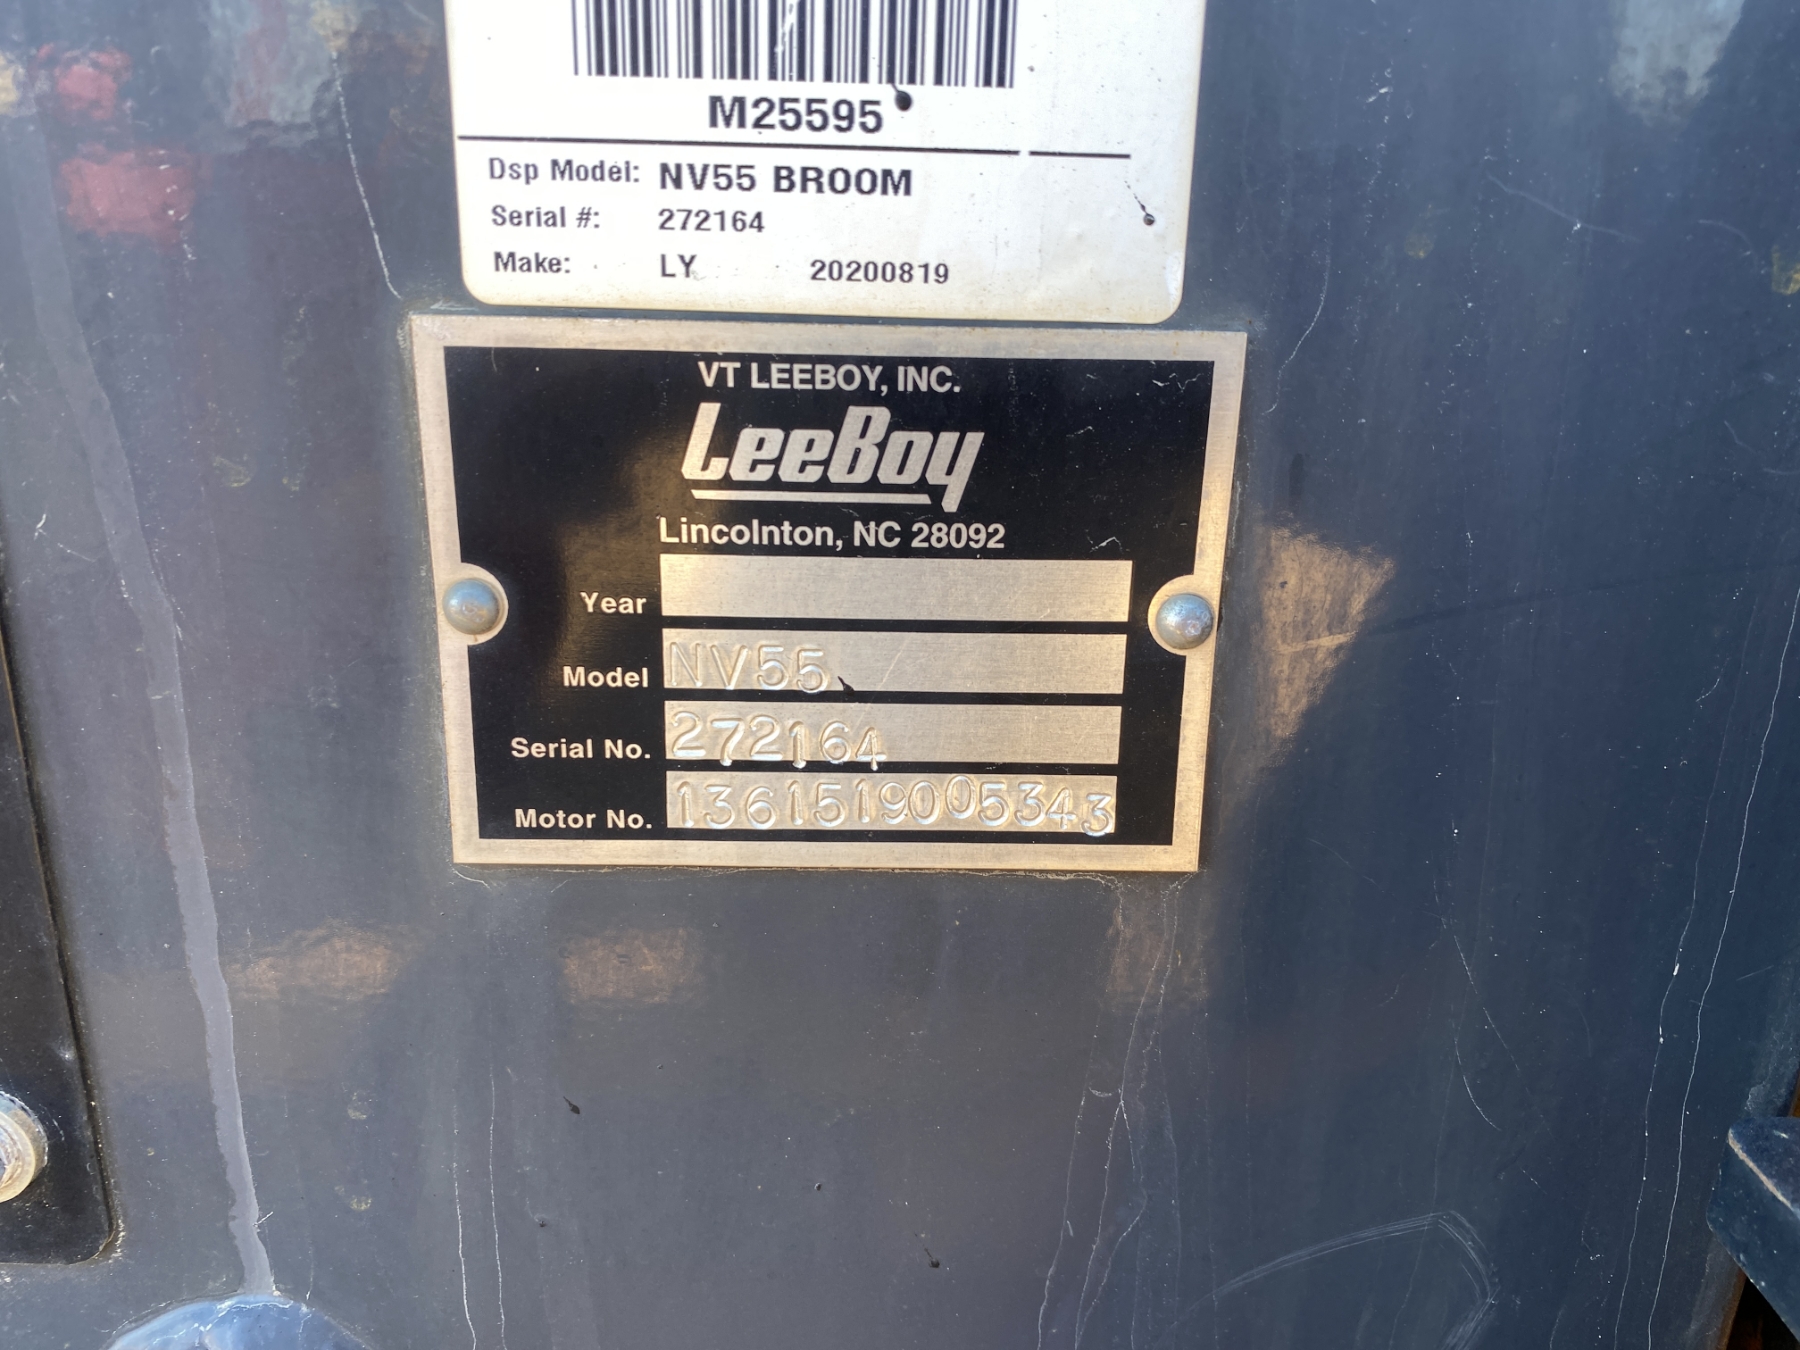 M25595
Dsp Model: NV55 BROOM
Serial #: 272164
Make: LY 20200819
VT LEEBOY, INC.
LeeBoy
Lincolnton, NC 28092
Year
Model NV55
Serial No. 272164
Motor No. 1361519005343